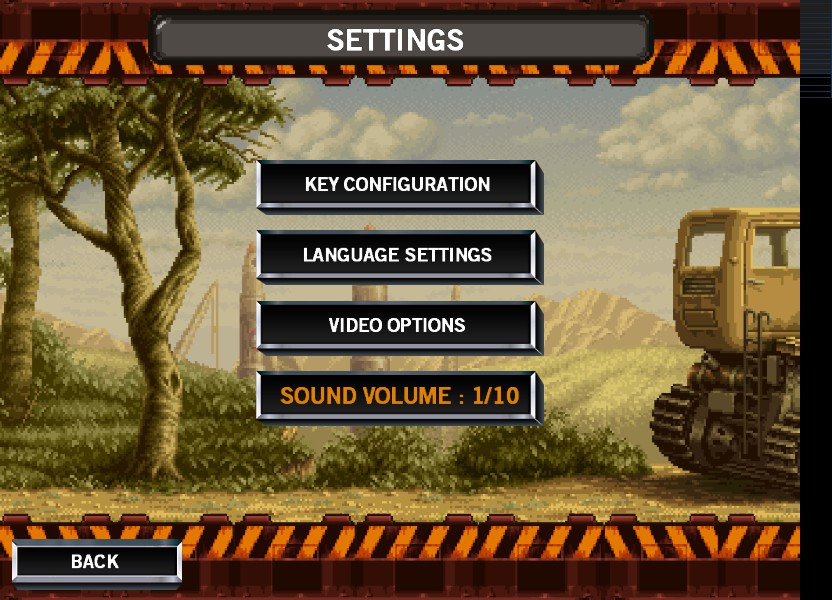 SETTINGS
KEY CONFIGURATION
LANGUAGE SETTINGS
VIDEO OPTIONS
SOUND VOLUME : 1/10
BACK